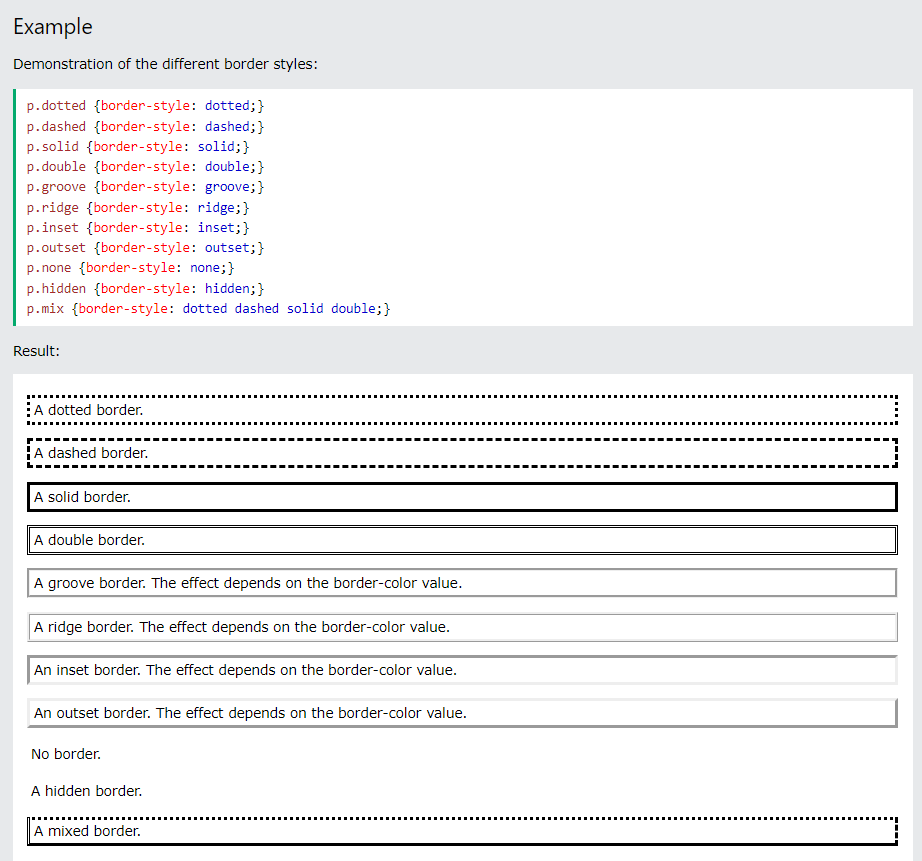 Example
Demonstration of the different border styles:
p.dotted {border-style: dotted;}
p.dashed {border-style: dashed;}
p.solid {border-style: solid;}
p.double {border-style: double;}
p.groove {border-style: groove;}
p.ridge {border-style: ridge;}
p.inset {border-style: inset;}
p.outset {border-style: outset;}
p.none {border-style: none;}
p.hidden {border-style: hidden;}
p.mix {border-style: dotted dashed solid double;}
Result:
A dotted border.
A dashed border.
A solid border.
A double border.
A groove border. The effect depends on the border-color value.
A ridge border. The effect depends on the border-color value.
An inset border. The effect depends on the border-color value.
An outset border. The effect depends on the border-color value.
No border.
A hidden border.
A mixed border.